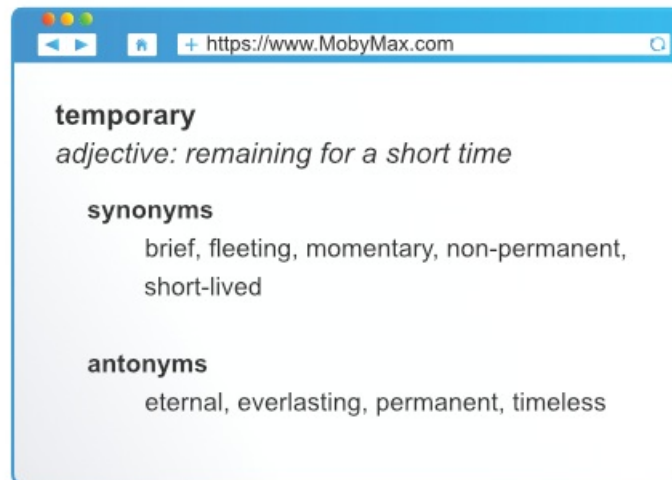 https://www.MobyMax.com
temporary
adjective: remaining for a short time
synonyms
brief, fleeting, momentary, non-permanent,
short-lived
antonyms
eternal, everlasting, permanent, timeless